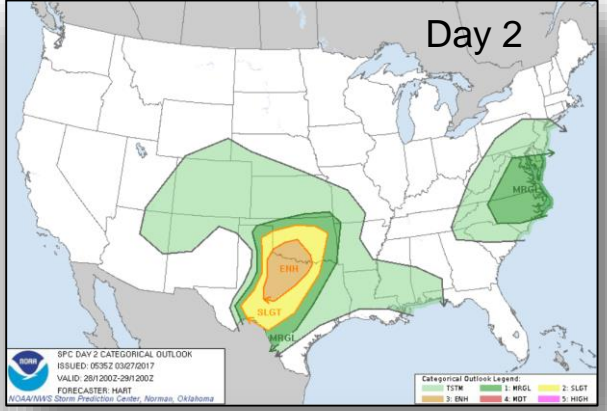 Day 2
MRGL
ENH
SLGT
MRGL
NOAA
SPC DAY 2 CATEGORICAL OUTLOOK
ISSUED: 0535Z 03/27/2017
VALID: 28/1200Z-29/1200Z
FORECASTER: HART
NOAA/NWS Storm Prediction Center, Norman, Oklahoma
Categorical Outlook Legend:
TSTM 1: MRGL 2: SLGT
3: ENH 4: MDT 5: HIGH